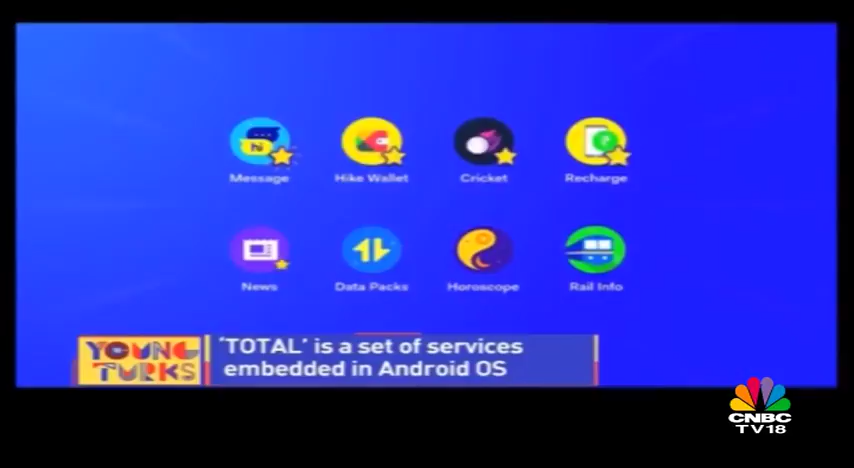 hi
Message
Hike Wallet
Cricket
Recharge
News
Data Packs
Horoscope
Rail Info
YOUNG
TURKS
'TOTAL' is a set of services
embedded in Android OS
CNBC
TV18